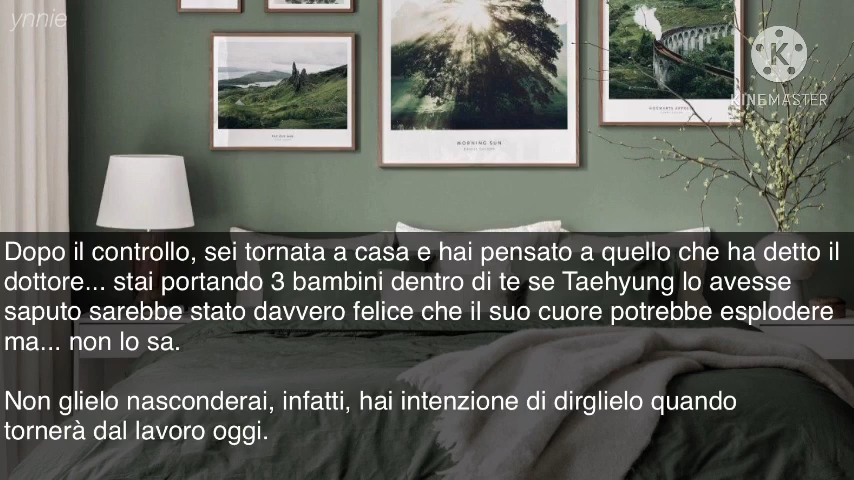 ynnie
KINEMASTER
MORNING SUN
Dopo il controllo, sei tornata a casa e hai pensato a quello che ha detto il
dottore... stai portando 3 bambini dentro di te se Taehyung lo avesse
saputo sarebbe stato davvero felice che il suo cuore potrebbe esplodere
ma... non lo sa.
Non glielo nasconderai, infatti, hai intenzione di dirglielo quando
tornerà dal lavoro oggi.